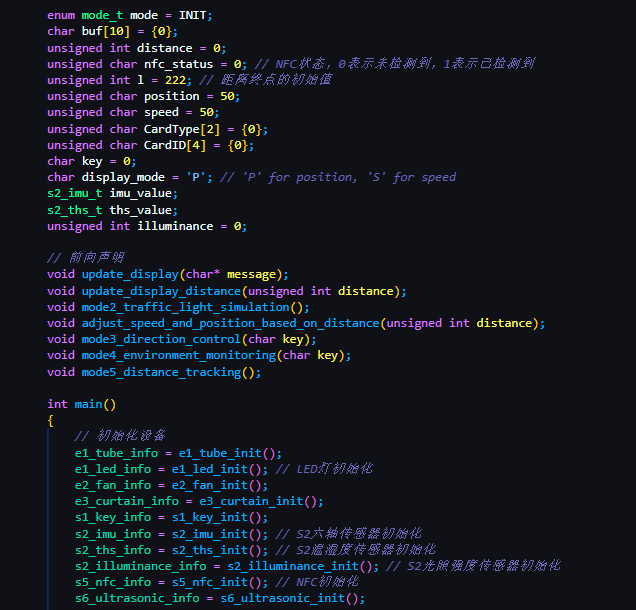 enum mode_t mode = INIT;
char buf[10] = {0};
unsigned int distance = 0;
unsigned char nfc_status = 0; // NFC状态，0表示未检测到，1表示已检测到
unsigned int l = 222; // 距离终点的初始值
unsigned char position = 50;
unsigned char speed = 50;
unsigned char CardType[2] = {0};
unsigned char CardID[4] = {0};
char key = 0;
char display_mode = 'P'; // 'P' for position, 'S' for speed
s2_imu_t imu_value;
s2_ths_t ths_value;
unsigned int illuminance = 0;
// 前向声明
void update_display(char* message);
void update_display_distance(unsigned int distance);
void mode2_traffic_light_simulation();
void adjust_speed_and_position_based_on_distance(unsigned int distance);
void mode3_direction_control(char key);
void mode4_environment_monitoring(char key);
void mode5_distance_tracking();
int main()
{
// 初始化设备
e1_tube_info = e1_tube_init();
e1_led_info = e1_led_init(); // LED灯初始化
e2_fan_info = e2_fan_init();
e3_curtain_info = e3_curtain_init();
s1_key_info = s1_key_init();
s2_imu_info = s2_imu_init(); // S2六轴传感器初始化
s2_ths_info = s2_ths_init(); // S2温湿度传感器初始化
s2_illuminance_info = s2_illuminance_init(); // S2光照强度传感器初始化
s5_nfc_info = s5_nfc_init(); // NFC初始化
s6_ultrasonic_info = s6_ultrasonic_init();